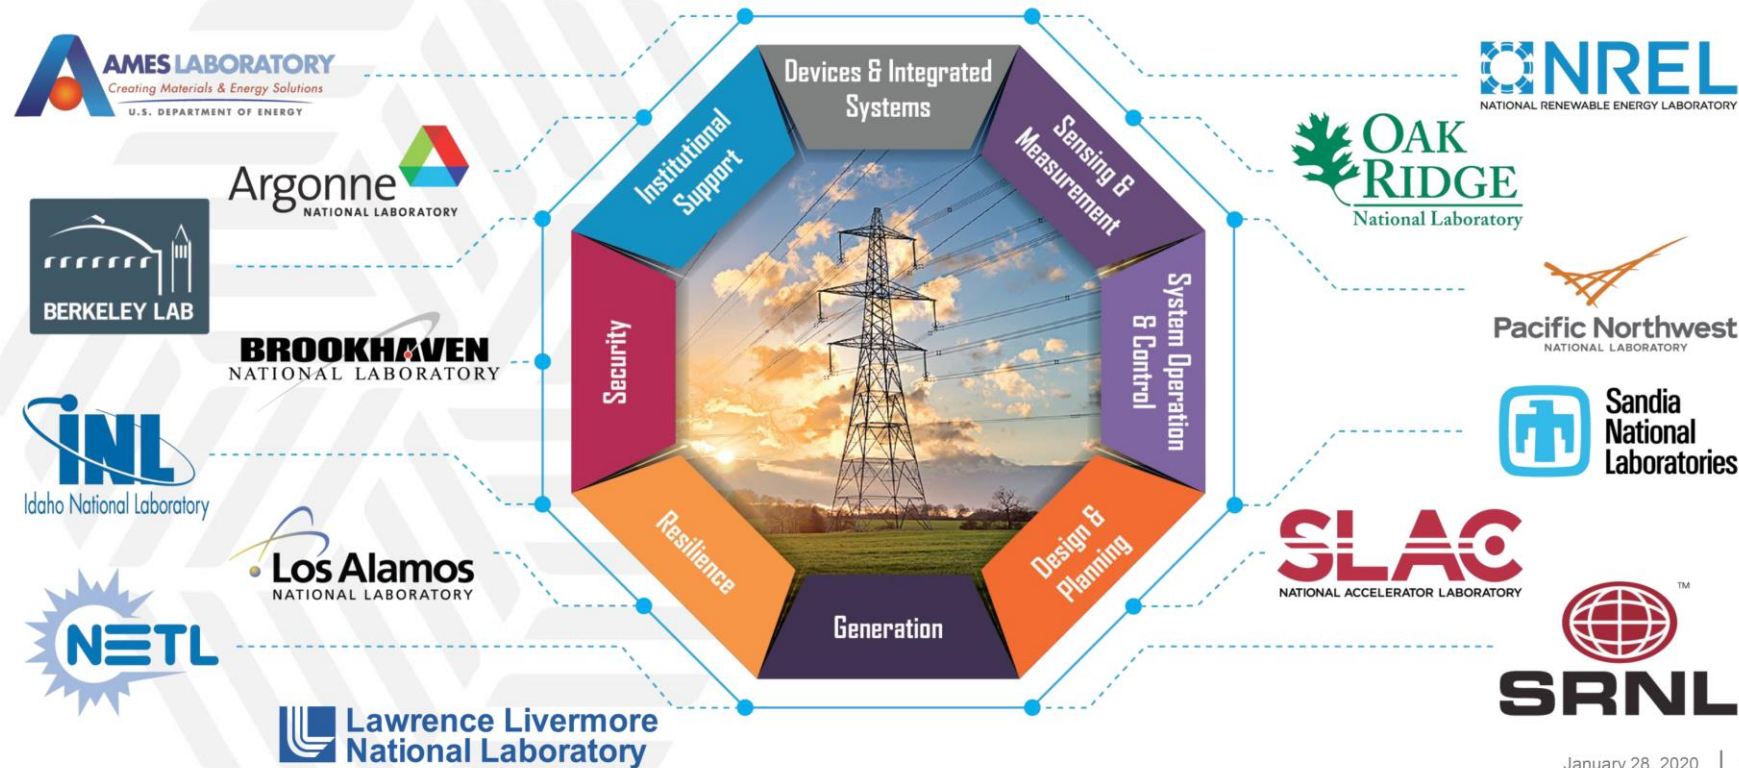 AMES LABORATORY
Creating Materials & Energy Solutions
U.S. DEPARTMENT OF ENERGY
Argonne
NATIONAL LABORATORY
BERKELEY LAB
BROOKHAVEN
NATIONAL LABORATORY
INL
Idaho National Laboratory
Los Alamos
NATIONAL LABORATORY
NETL
Lawrence Livermore
National Laboratory
Devices & Integrated
Systems
Sensing &
Measurement
System Operation
& Control
Design &
Planning
Generation
Resilience
Security
Institutional
Support
NREL
NATIONAL RENEWABLE ENERGY LABORATORY
OAK
RIDGE
National Laboratory
Pacific Northwest
NATIONAL LABORATORY
Sandia
National
Laboratories
SLAC
NATIONAL ACCELERATOR LABORATORY
TM
SRNL
January 28, 2020 |